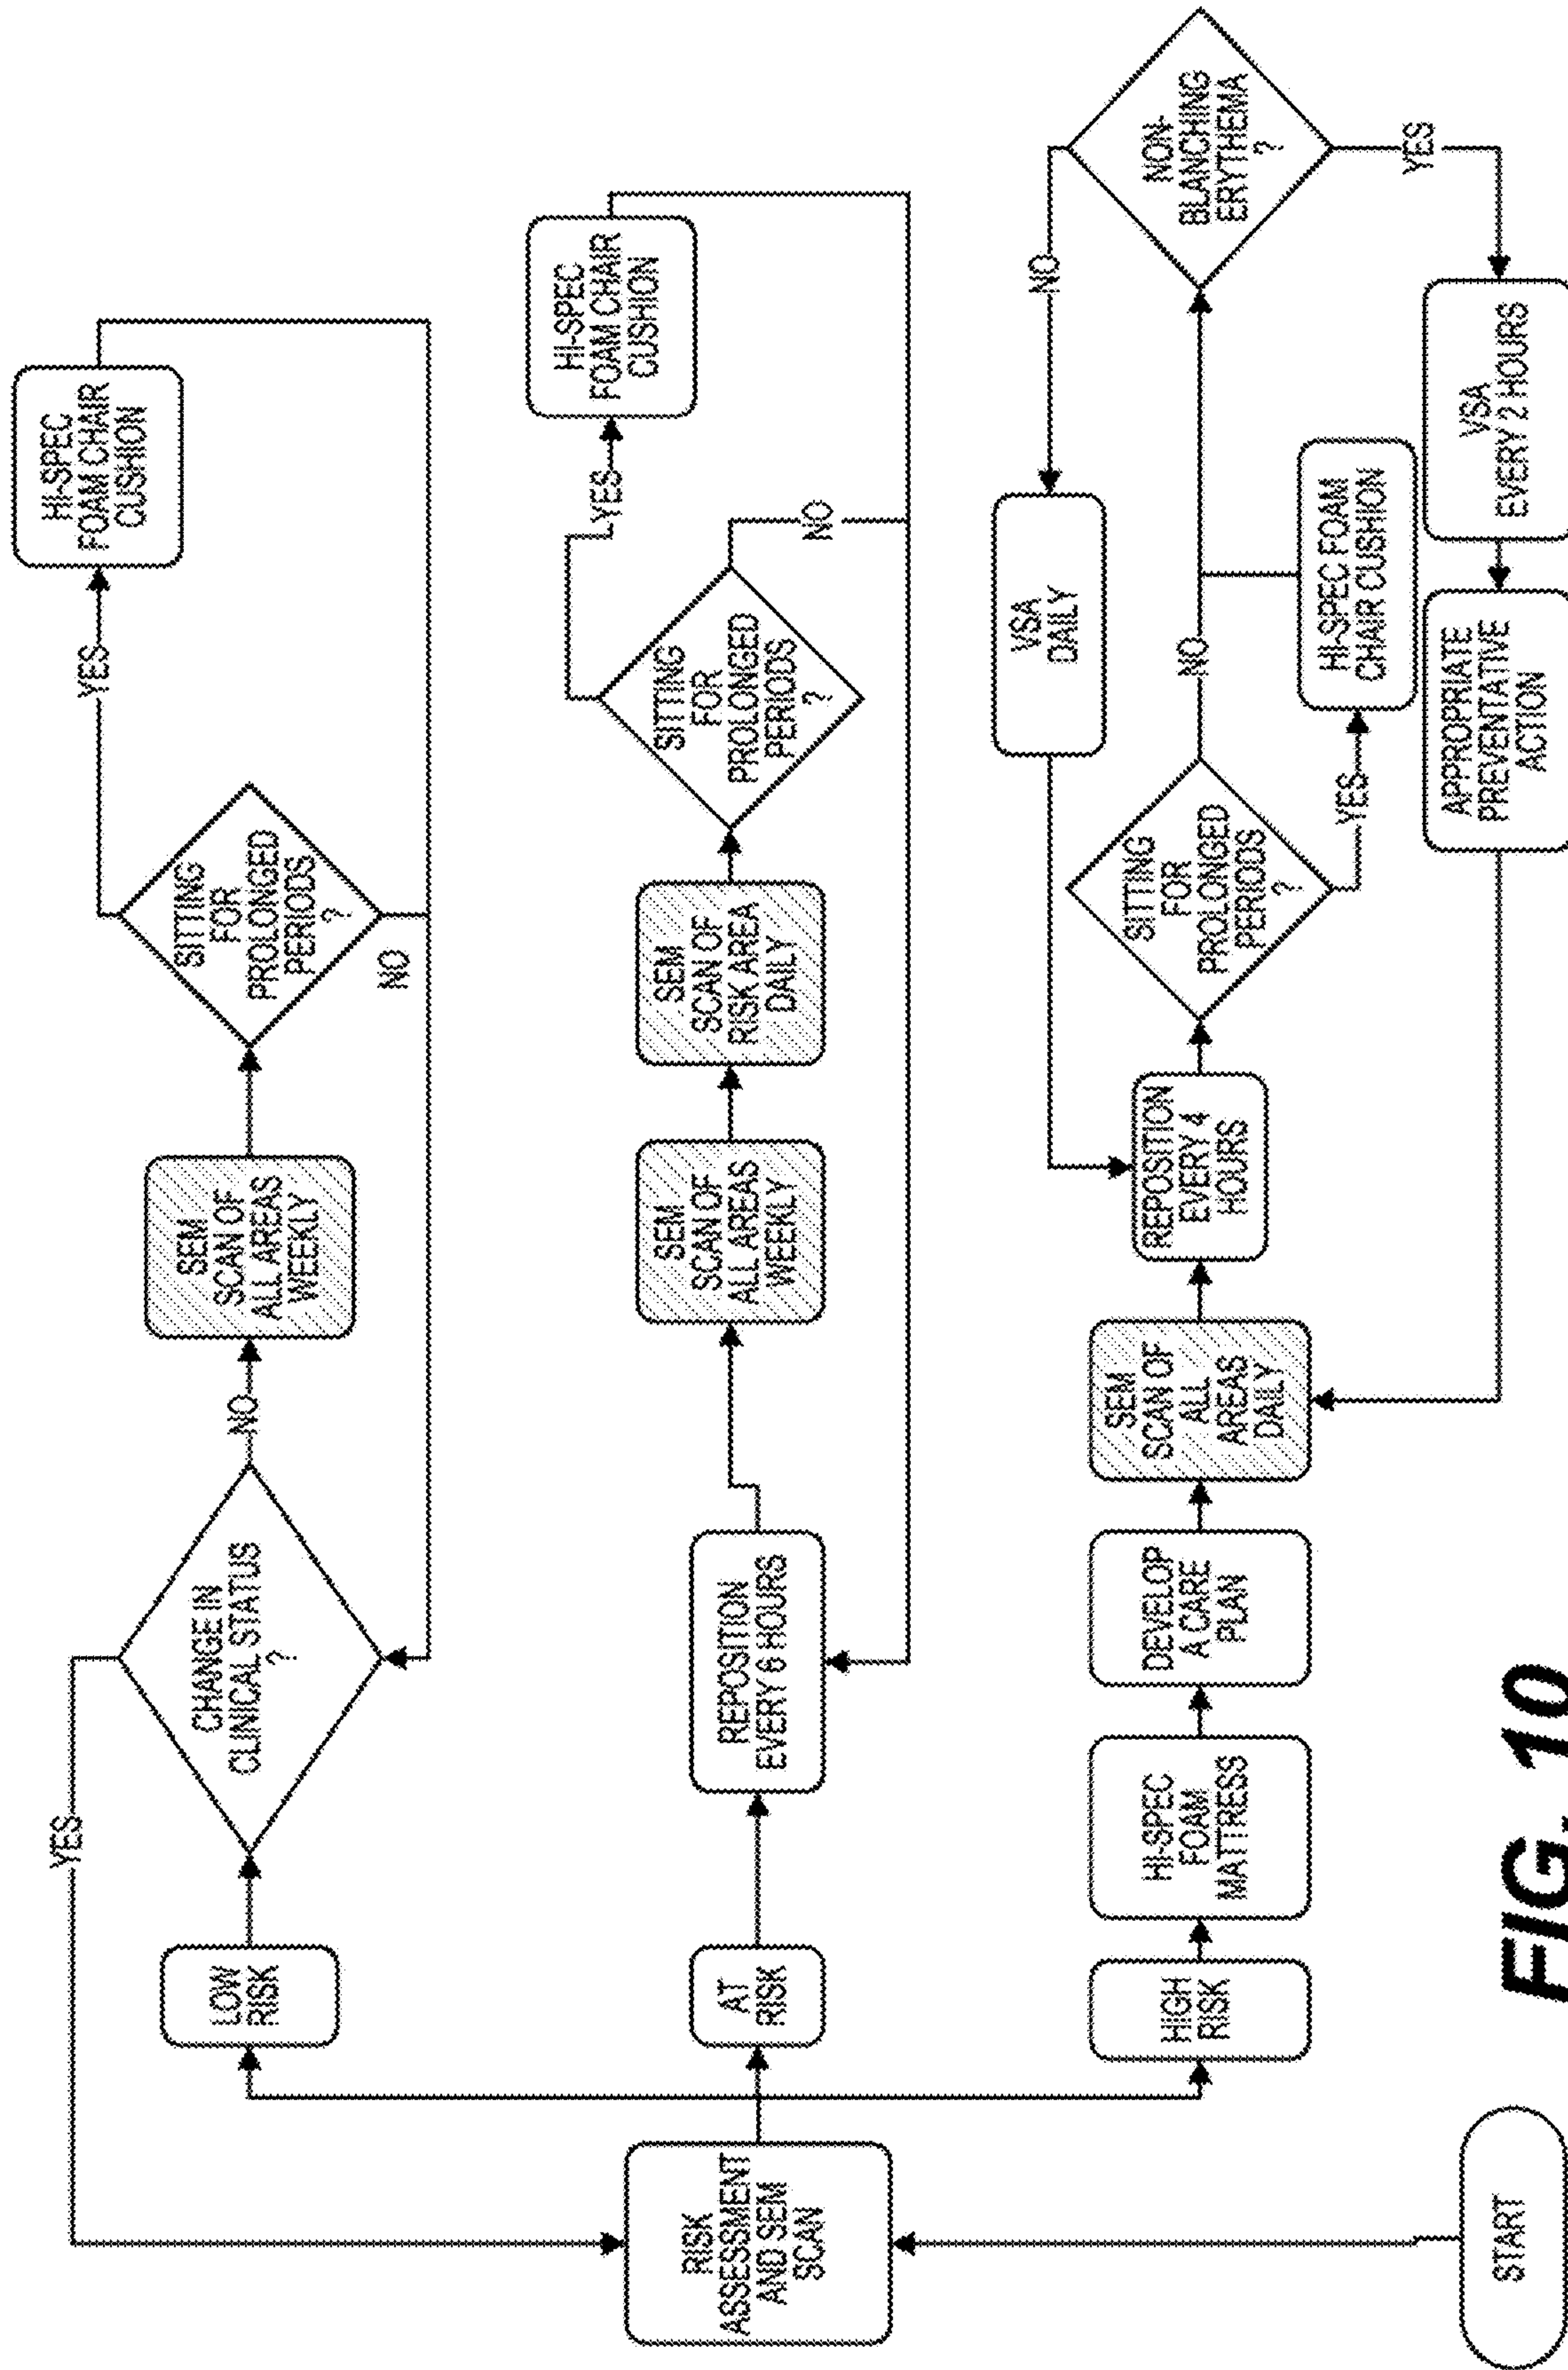 START
RISK
ASSESSMENT
AND SEM
SCAN
YES
LOW
RISK
CHANGE IN
CLINICAL STATUS
?
NO
SEM
SCAN OF
ALL AREAS
WEEKLY
SITTING
FOR
PROLONGED
PERIODS
?
NO
YES
HI-SPEC
FOAM CHAIR
CUSHION
AT
RISK
REPOSITION
EVERY 6 HOURS
SEM
SCAN OF
ALL AREAS
WEEKLY
SEM
SCAN OF
RISK AREA
DAILY
SITTING
FOR
PROLONGED
PERIODS
?
YES
NO
HI-SPEC
FOAM CHAIR
CUSHION
HIGH
RISK
HI-SPEC
FOAM
MATTRESS
DEVELOP
A CARE
PLAN
SEM
SCAN OF
ALL
AREAS
DAILY
REPOSITION
EVERY 4
HOURS
SITTING
FOR
PROLONGED
PERIODS
?
NO
YES
HI-SPEC FOAM
CHAIR CUSHION
NON-
BLANCHING
ERYTHEMA
?
NO
VSA
DAILY
YES
VSA
EVERY 2 HOURS
APPROPRIATE
PREVENTATIVE
ACTION
FIG. 10